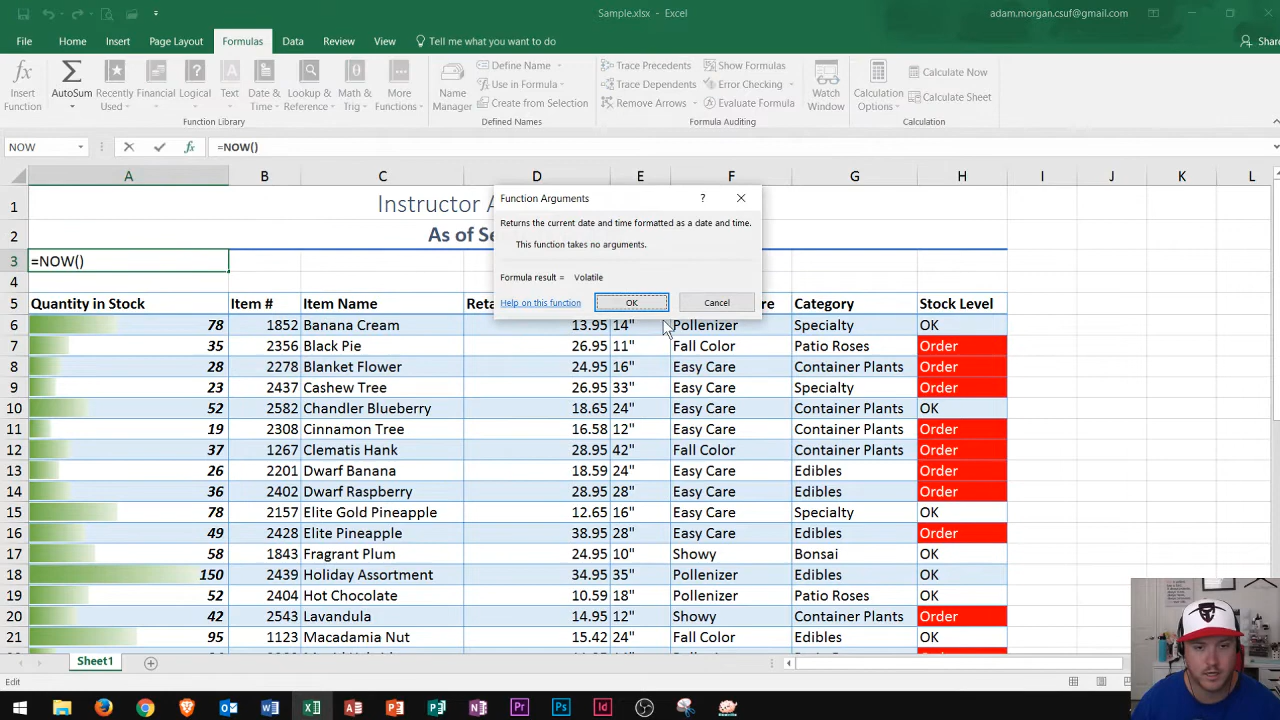 Sample.xlsx - Excel
adam.morgan.csuf@gmail.com
File Home Insert Page Layout Formulas Data Review View Tell me what you want to do Share
Insert Function
AutoSum
Recently Used
Financial
Logical
Text
Date & Time
Lookup & Reference
Math & Trig
More Functions
Function Library
Name Manager
Define Name
Use in Formula
Create from Selection
Defined Names
Trace Precedents
Trace Dependents
Remove Arrows
Show Formulas
Error Checking
Evaluate Formula
Formula Auditing
Watch Window
Calculation Options
Calculate Now
Calculate Sheet
Calculation
NOW fx =NOW()
A B C D E F G H I J K L
1 Instructor
2 As of
3 =NOW()
4
5 Quantity in Stock Item # Item Name Category Stock Level
6 78 1852 Banana Cream 13.95 14" Pollenizer Specialty OK
7 35 2356 Black Pie 26.95 11" Fall Color Patio Roses Order
8 28 2278 Blanket Flower 24.95 16" Easy Care Container Plants Order
9 23 2437 Cashew Tree 26.95 33" Easy Care Specialty Order
10 52 2582 Chandler Blueberry 18.65 24" Easy Care Container Plants OK
11 19 2308 Cinnamon Tree 16.58 12" Easy Care Container Plants Order
12 37 1267 Clematis Hank 28.95 42" Fall Color Container Plants Order
13 26 2201 Dwarf Banana 18.59 24" Easy Care Edibles Order
14 36 2402 Dwarf Raspberry 28.95 28" Easy Care Edibles Order
15 78 2157 Elite Gold Pineapple 12.65 16" Easy Care Specialty OK
16 49 2428 Elite Pineapple 38.95 28" Easy Care Edibles Order
17 58 1843 Fragrant Plum 24.95 10" Showy Bonsai OK
18 150 2439 Holiday Assortment 34.95 35" Pollenizer Container Plants OK
19 52 2404 Hot Chocolate 10.59 18" Pollenizer Patio Roses OK
20 42 2543 Lavandula 14.95 12" Showy Container Plants Order
21 95 1123 Macadamia Nut 15.42 24" Fall Color Edibles OK
Function Arguments ?
Returns the current date and time formatted as a date and time.
This function takes no arguments.
Formula result = Volatile
Help on this function OK Cancel
Sheet1
Edit